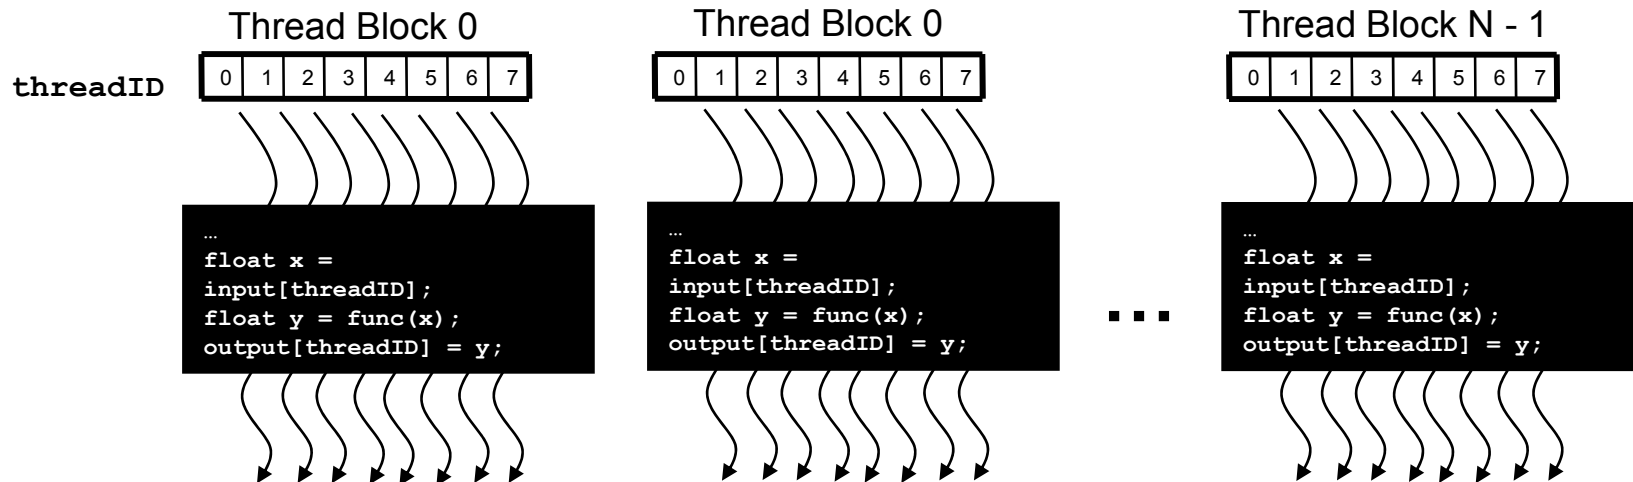 Thread Block 0
Thread Block 0
Thread Block N - 1
threadID
0 1 2 3 4 5 6 7
0 1 2 3 4 5 6 7
0 1 2 3 4 5 6 7
…
float x =
input[threadID];
float y = func(x);
output[threadID] = y;
…
float x =
input[threadID];
float y = func(x);
output[threadID] = y;
...
…
float x =
input[threadID];
float y = func(x);
output[threadID] = y;